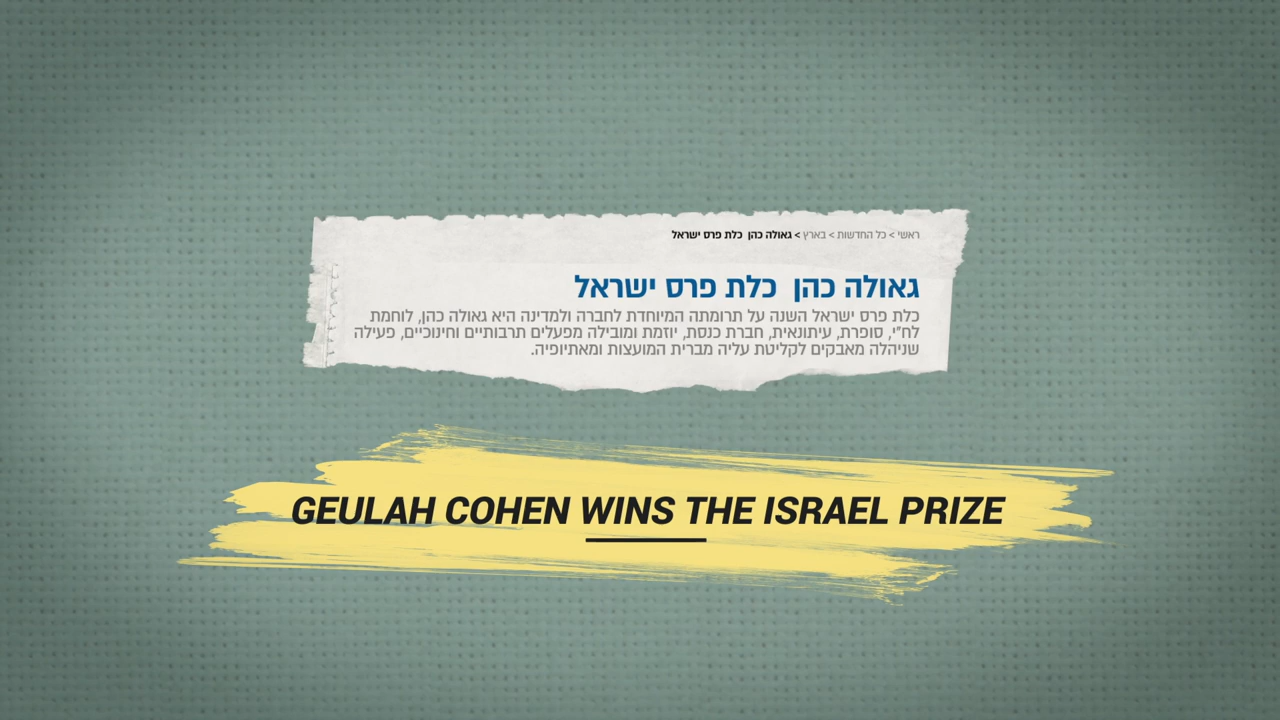 ראשי > כל החדשות > בארץ > גאולה כהן כלת פרס ישראל
גאולה כהן כלת פרס ישראל
כלת פרס ישראל השנה על תרומתה המיוחדת לחברה ולמדינה היא גאולה כהן, לוחמת
לח"י, סופרת, עיתונאית, חברת כנסת, יוזמת ומובילה מפעלים תרבותיים וחינוכיים, פעילה
שניהלה מאבקים לקליטת עליה מברית המועצות ומאתיופיה.
GEULAH COHEN WINS THE ISRAEL PRIZE